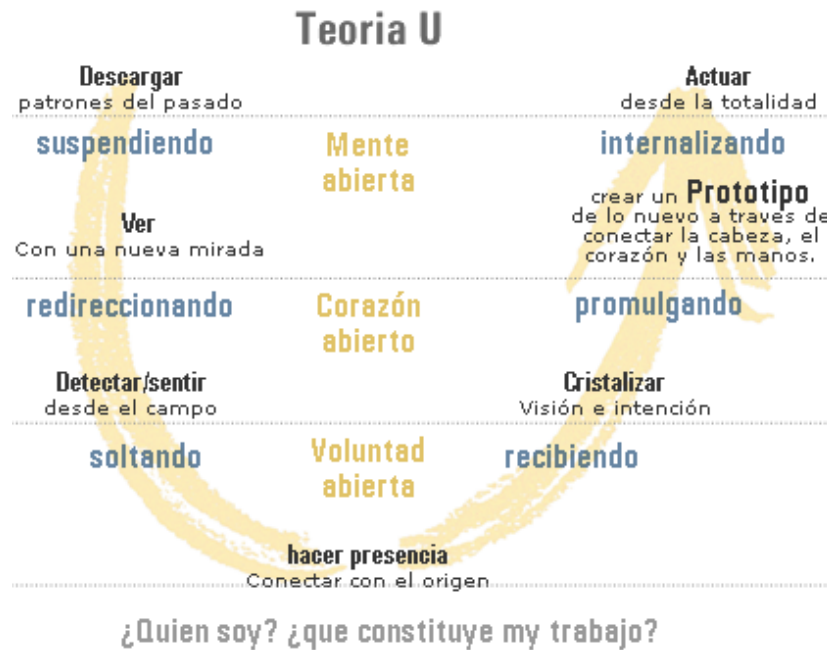 Teoria U
Descargar
patrones del pasado
Actuar
desde la totalidad
suspendiendo
Mente
abierta
internalizando
Ver
Con una nueva mirada
crear un Prototipo
de lo nuevo a traves de
conectar la cabeza, el
corazón y las manos.
redireccionando
Corazón
abierto
promulgando
Detectar/sentir
desde el campo
Cristalizar
Visión e intención
soltando
Voluntad
abierta
recibiendo
hacer presencia
Conectar con el origen
¿Quien soy? ¿que constituye my trabajo?